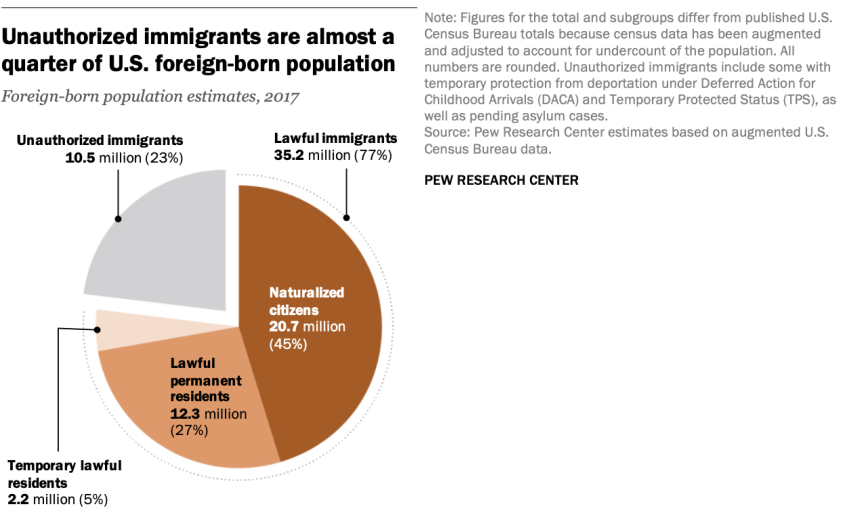 Unauthorized immigrants are almost a
quarter of U.S. foreign-born population
Foreign-born population estimates, 2017
Unauthorized immigrants
10.5 million (23%)
Lawful immigrants
35.2 million (77%)
Naturalized
citizens
20.7 million
(45%)
Lawful
permanent
residents
12.3 million
(27%)
Temporary lawful
residents
2.2 million (5%)
Note: Figures for the total and subgroups differ from published U.S.
Census Bureau totals because census data has been augmented
and adjusted to account for undercount of the population. All
numbers are rounded. Unauthorized immigrants include some with
temporary protection from deportation under Deferred Action for
Childhood Arrivals (DACA) and Temporary Protected Status (TPS), as
well as pending asylum cases.
Source: Pew Research Center estimates based on augmented U.S.
Census Bureau data.
PEW RESEARCH CENTER